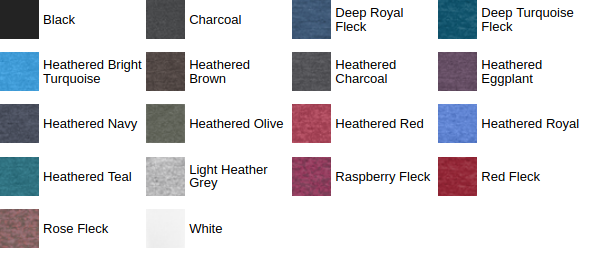 Black
Charcoal
Deep Royal
Fleck
Deep Turquoise
Fleck
Heathered Bright
Turquoise
Heathered
Brown
Heathered
Charcoal
Heathered
Eggplant
Heathered Navy
Heathered Olive
Heathered Red
Heathered Royal
Heathered Teal
Light Heather
Grey
Raspberry Fleck
Red Fleck
Rose Fleck
White